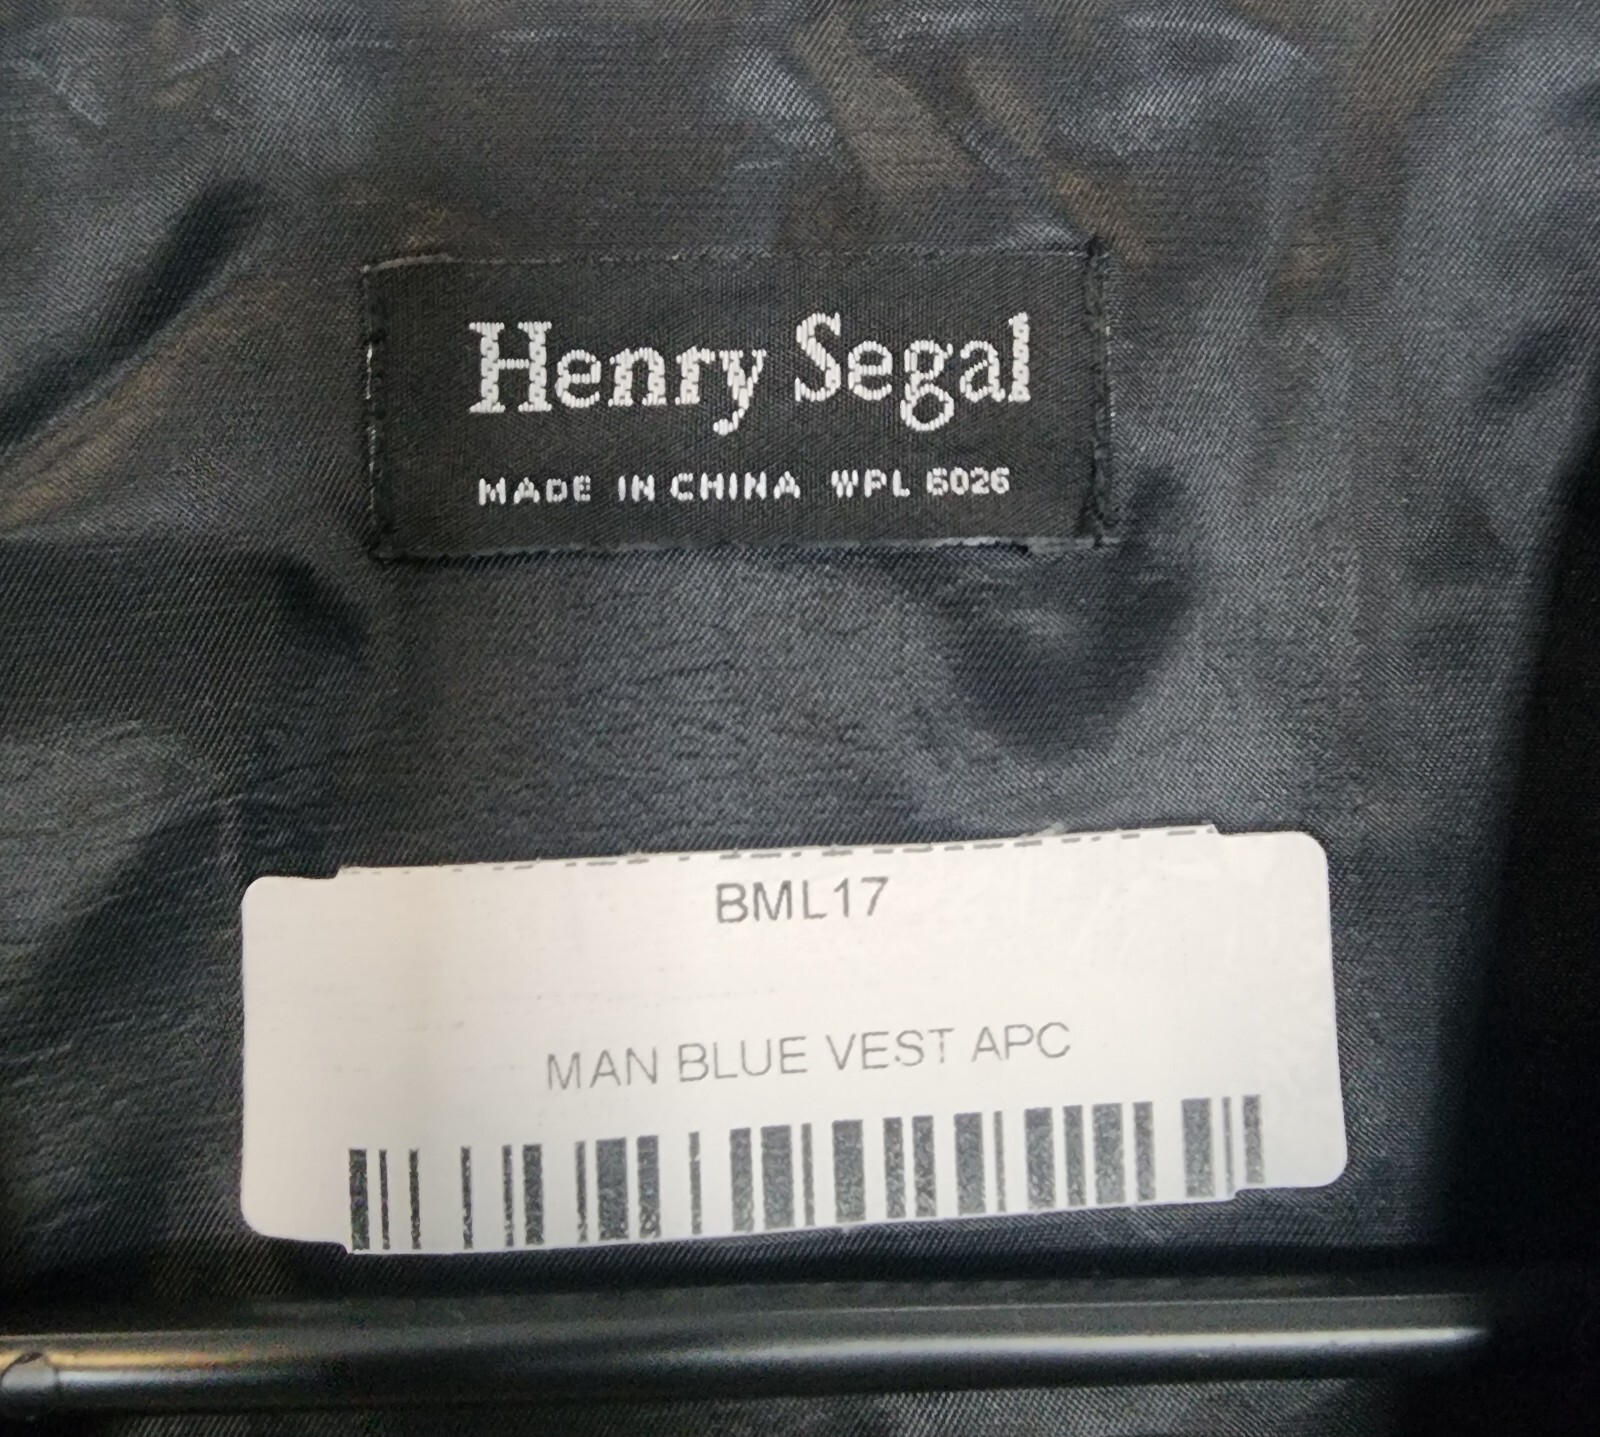 Henry Segal
MADE IN CHINA WPL 6026
BML17
MAN BLUE VEST APC